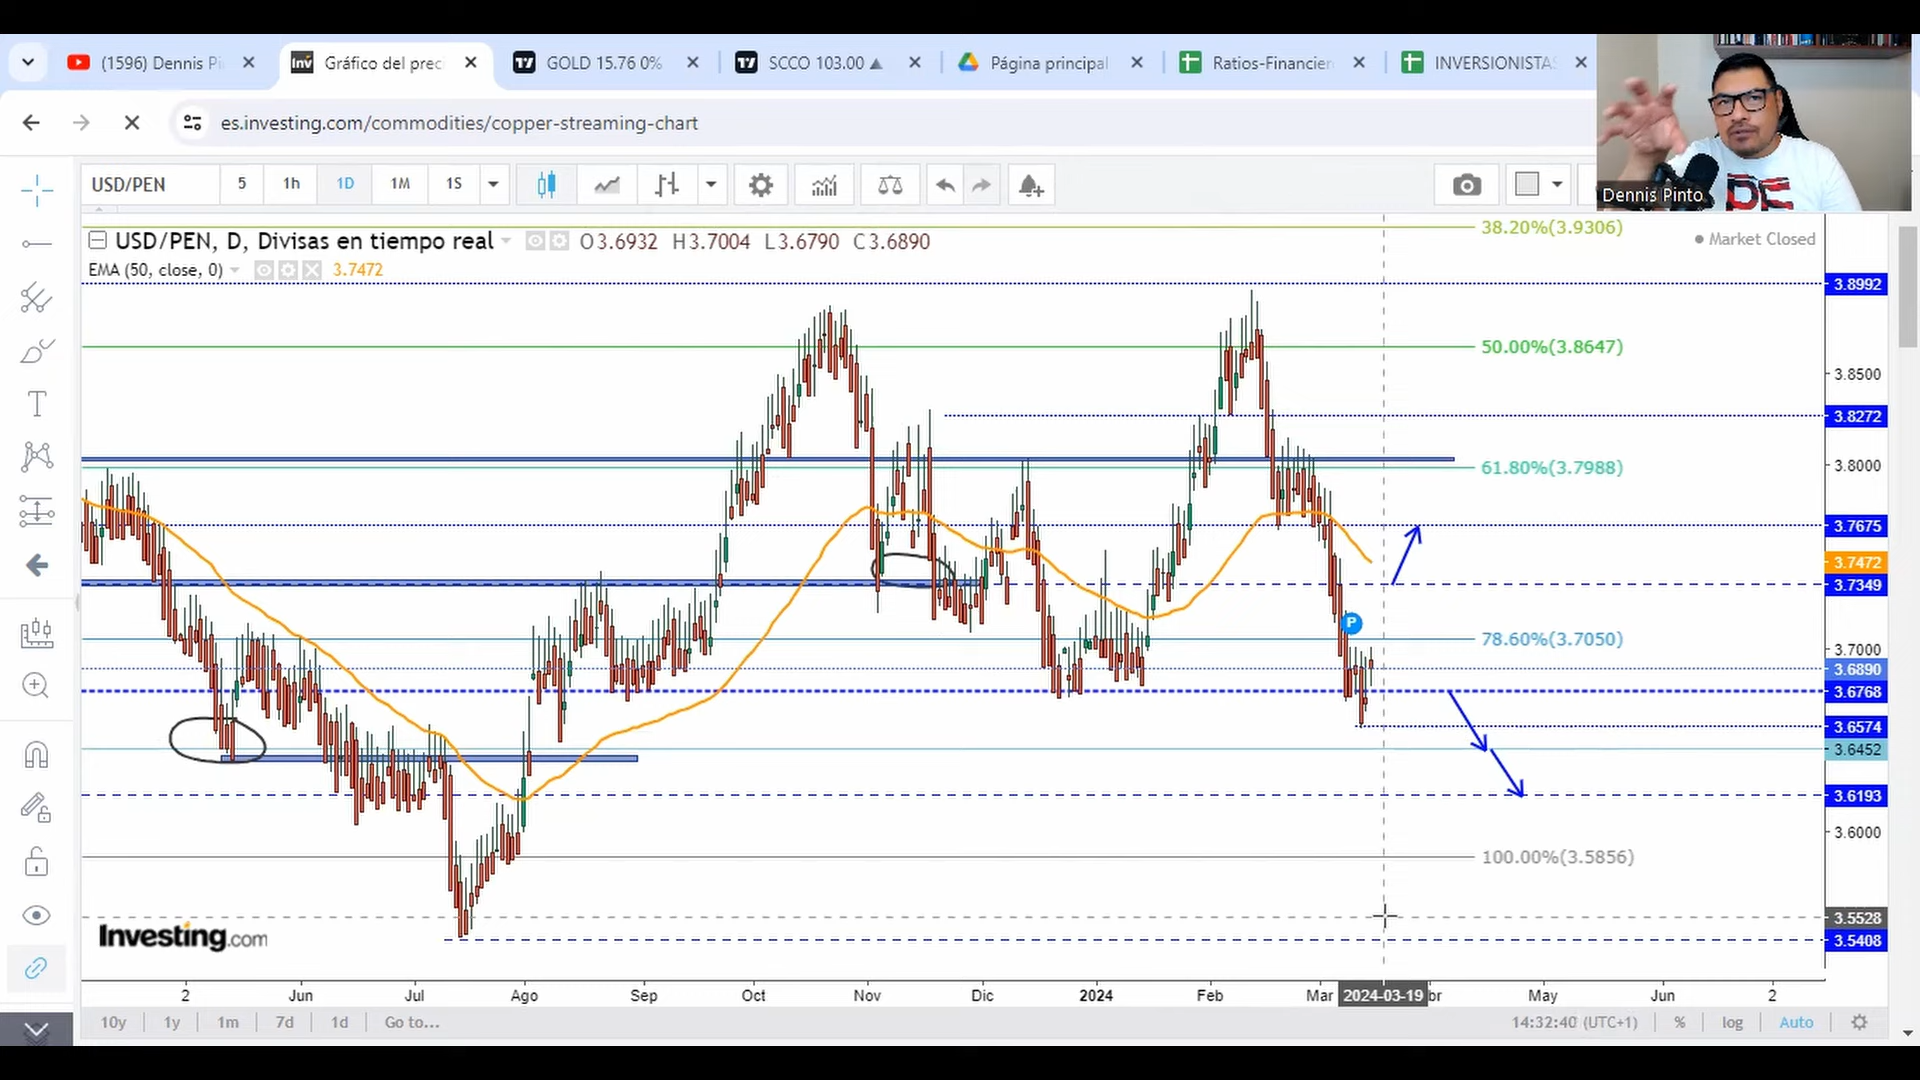 (1596) Dennis Pi
Gráfico del prec
GOLD 15.76 0%
SCCO 103.00
Página principal
Ratios-Financier
INVERSIONISTAS
es.investing.com/commodities/copper-streaming-chart
DE
Dennis Pinto
USD/PEN
5
1h
1D
1M
1S
USD/PEN, D, Divisas en tiempo real
O3.6932 H3.7004 L3.6790 C3.6890
Market Closed
EMA (50, close, 0)
3.7472
38.20%(3.9306)
50.00%(3.8647)
61.80%(3.7988)
78.60%(3.7050)
100.00%(3.5856)
P
3.8992
3.8500
3.8272
3.8000
3.7675
3.7472
3.7349
3.7000
3.6890
3.6768
3.6574
3.6452
3.6193
3.6000
3.5528
3.5408
Investing.com
2 Jun Jul Ago Sep Oct Nov Dic 2024 Feb Mar 2024-03-19 br May Jun 2
10y 1y 1m 7d 1d Go to...
14:32:40 (UTC+1) % log Auto